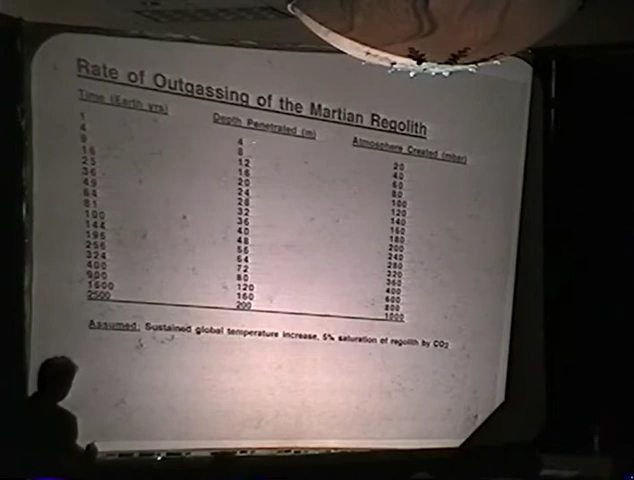 Rate of Outgassing of the Martian Regolith
Time (Earth yrs) Depth Penetrated (m) Atmosphere Created (mbar)
1 4 20
4 8 40
9 12 60
16 16 80
25 20 100
36 24 120
49 28 140
64 32 160
81 36 180
100 40 200
144 48 240
196 56 280
256 64 320
324 72 360
400 80 400
900 120 600
1600 160 800
2500 200 1000
Assumed: Sustained global temperature increase, 5% saturation of regolith by CO2